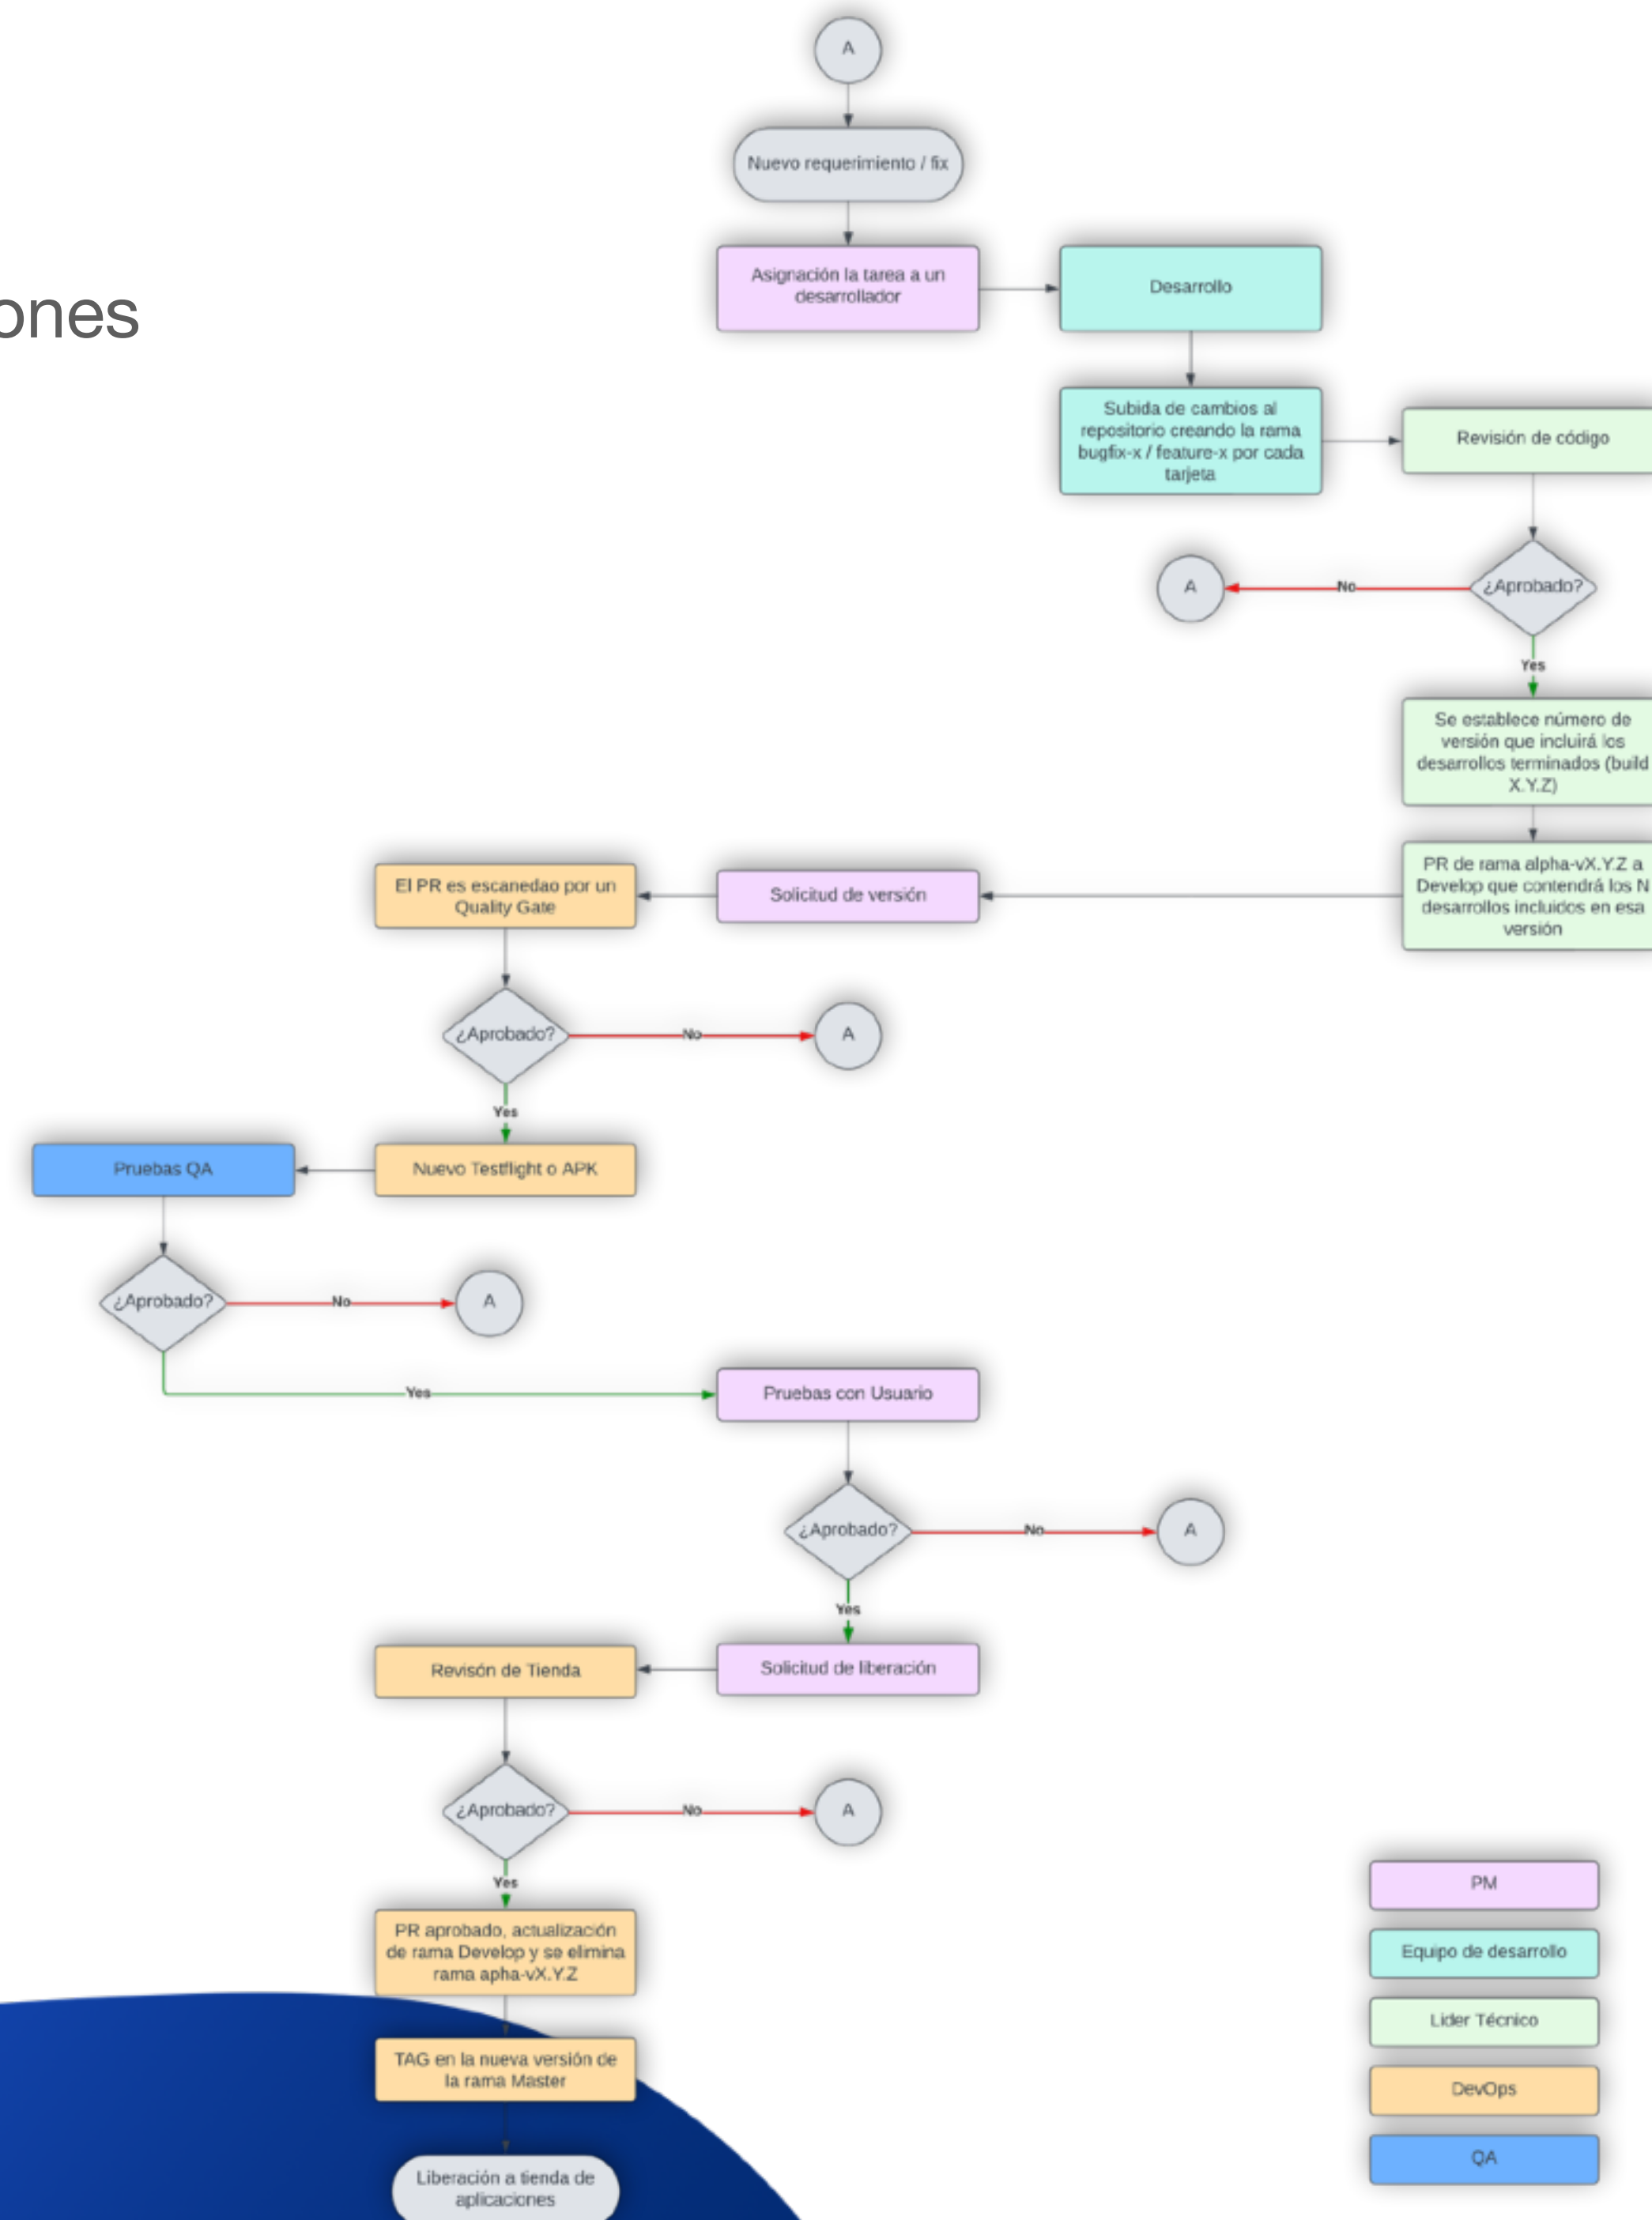 A
Nuevo requerimiento / fix
Asignación la tarea a un
desarrollador
Desarrollo
ones
Subida de cambios al
repositorio creando la rama
bugfix-x / feature-x por cada
tarjeta
Revisión de código
¿Aprobado?
No
A
Yes
Se establece número de
versión que incluirá los
desarrollos terminados (build
X.Y.Z)
PR de rama alpha-vX.Y.Z a
Develop que contendrá los N
desarrollos incluidos en esa
versión
Solicitud de versión
El PR es escanedao por un
Quality Gate
¿Aprobado?
No
A
Yes
Nuevo Testflight o APK
Pruebas QA
¿Aprobado?
No
A
Yes
Pruebas con Usuario
¿Aprobado?
No
A
Yes
Solicitud de liberación
Revisón de Tienda
¿Aprobado?
No
A
Yes
PR aprobado, actualización
de rama Develop y se elimina
rama apha-vX.Y.Z
TAG en la nueva versión de
la rama Master
Liberación a tienda de
aplicaciones
PM
Equipo de desarrollo
Lider Técnico
DevOps
QA